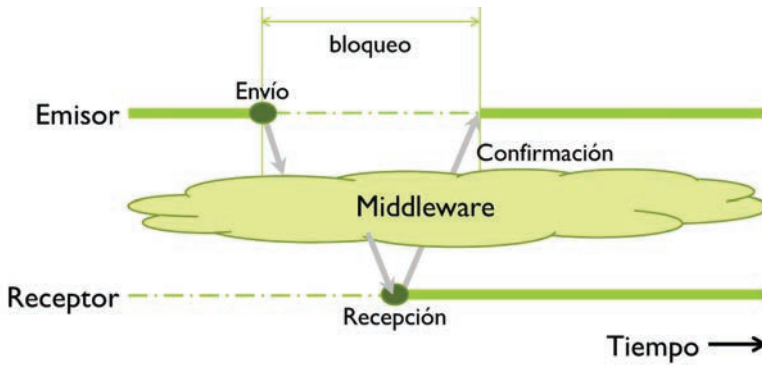 bloqueo
Envío
Emisor
Confirmación
Middleware
Receptor
Recepción
Tiempo